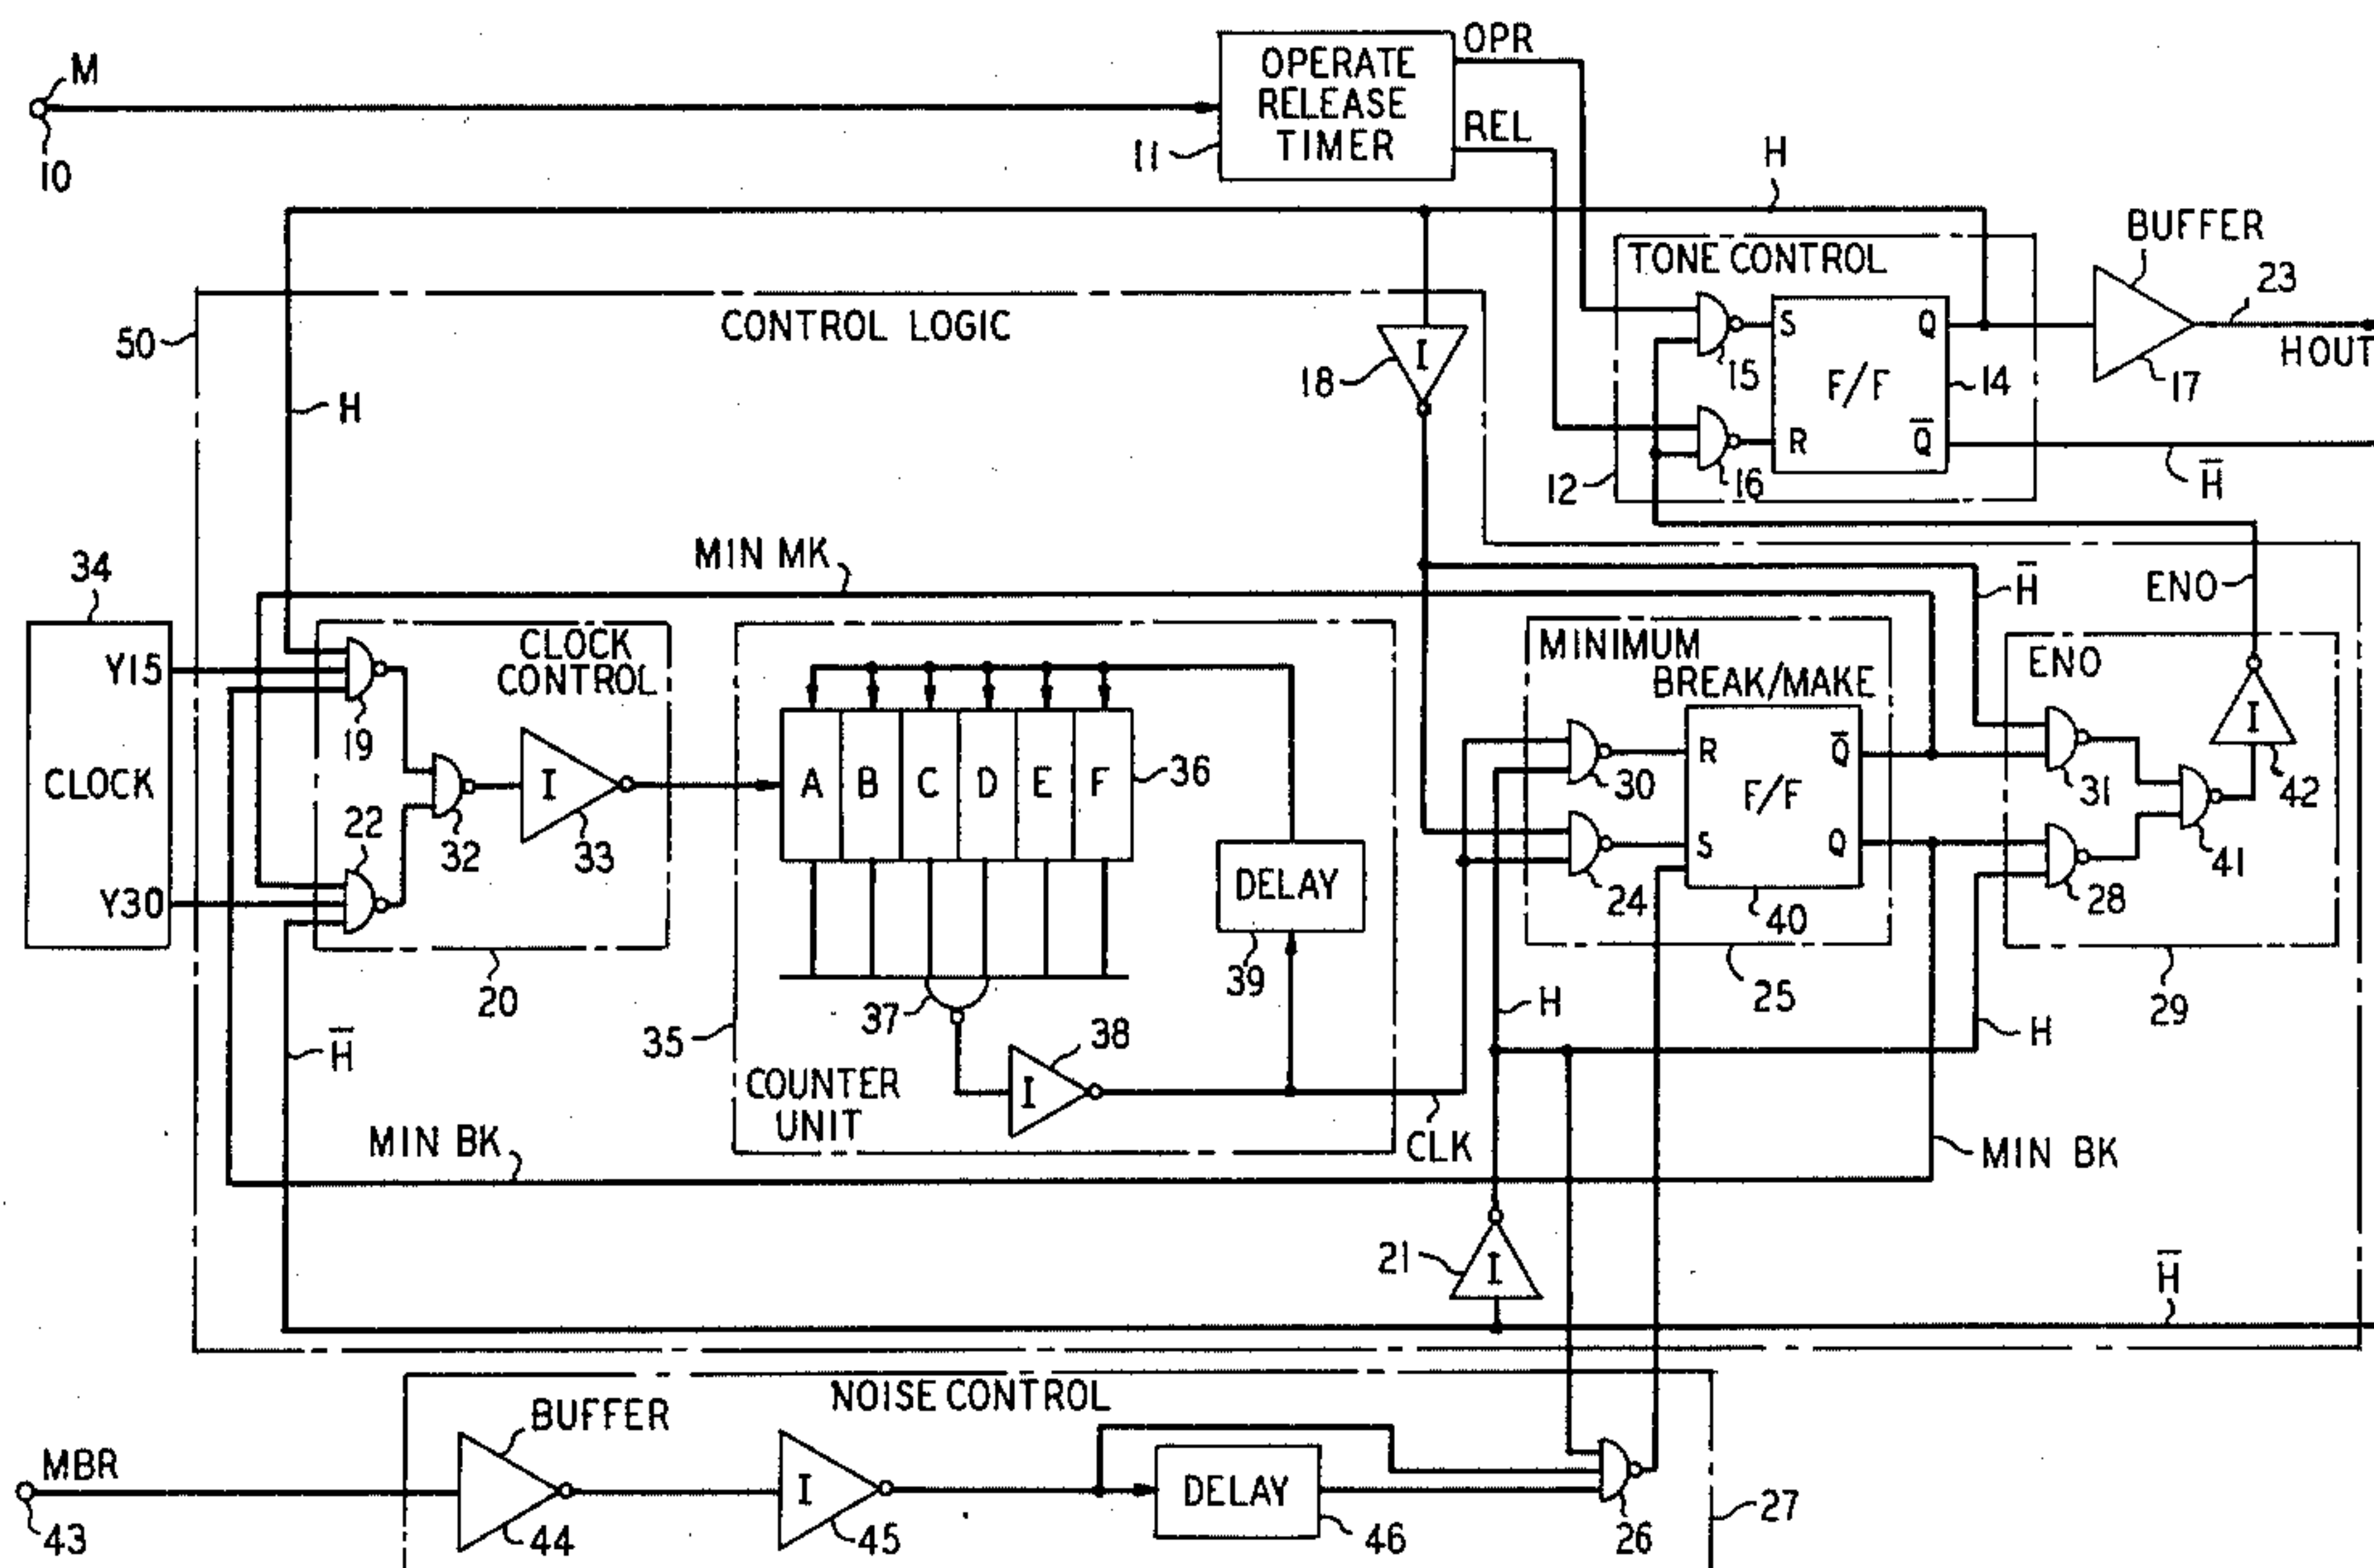 M
10
OPERATE
RELEASE
TIMER
11
OPR
REL
H
TONE CONTROL
BUFFER
23
HOUT
17
50
CONTROL LOGIC
H
18
I
15
S
Q
F/F
14
R
Q̅
16
12
H̅
34
Y15
CLOCK
Y30
MIN MK
CLOCK
CONTROL
19
22
32
I
33
20
H̅
A
B
C
D
E
F
36
DELAY
39
37
38
I
35
COUNTER
UNIT
CLK
MIN BK
MINIMUM
BREAK/MAKE
30
R
Q̅
F/F
24
S
Q
40
25
H
H̅
ENO
ENO
I
42
31
41
28
29
H
MIN BK
21
I
H̅
NOISE CONTROL
MBR
43
BUFFER
44
I
45
DELAY
46
26
27